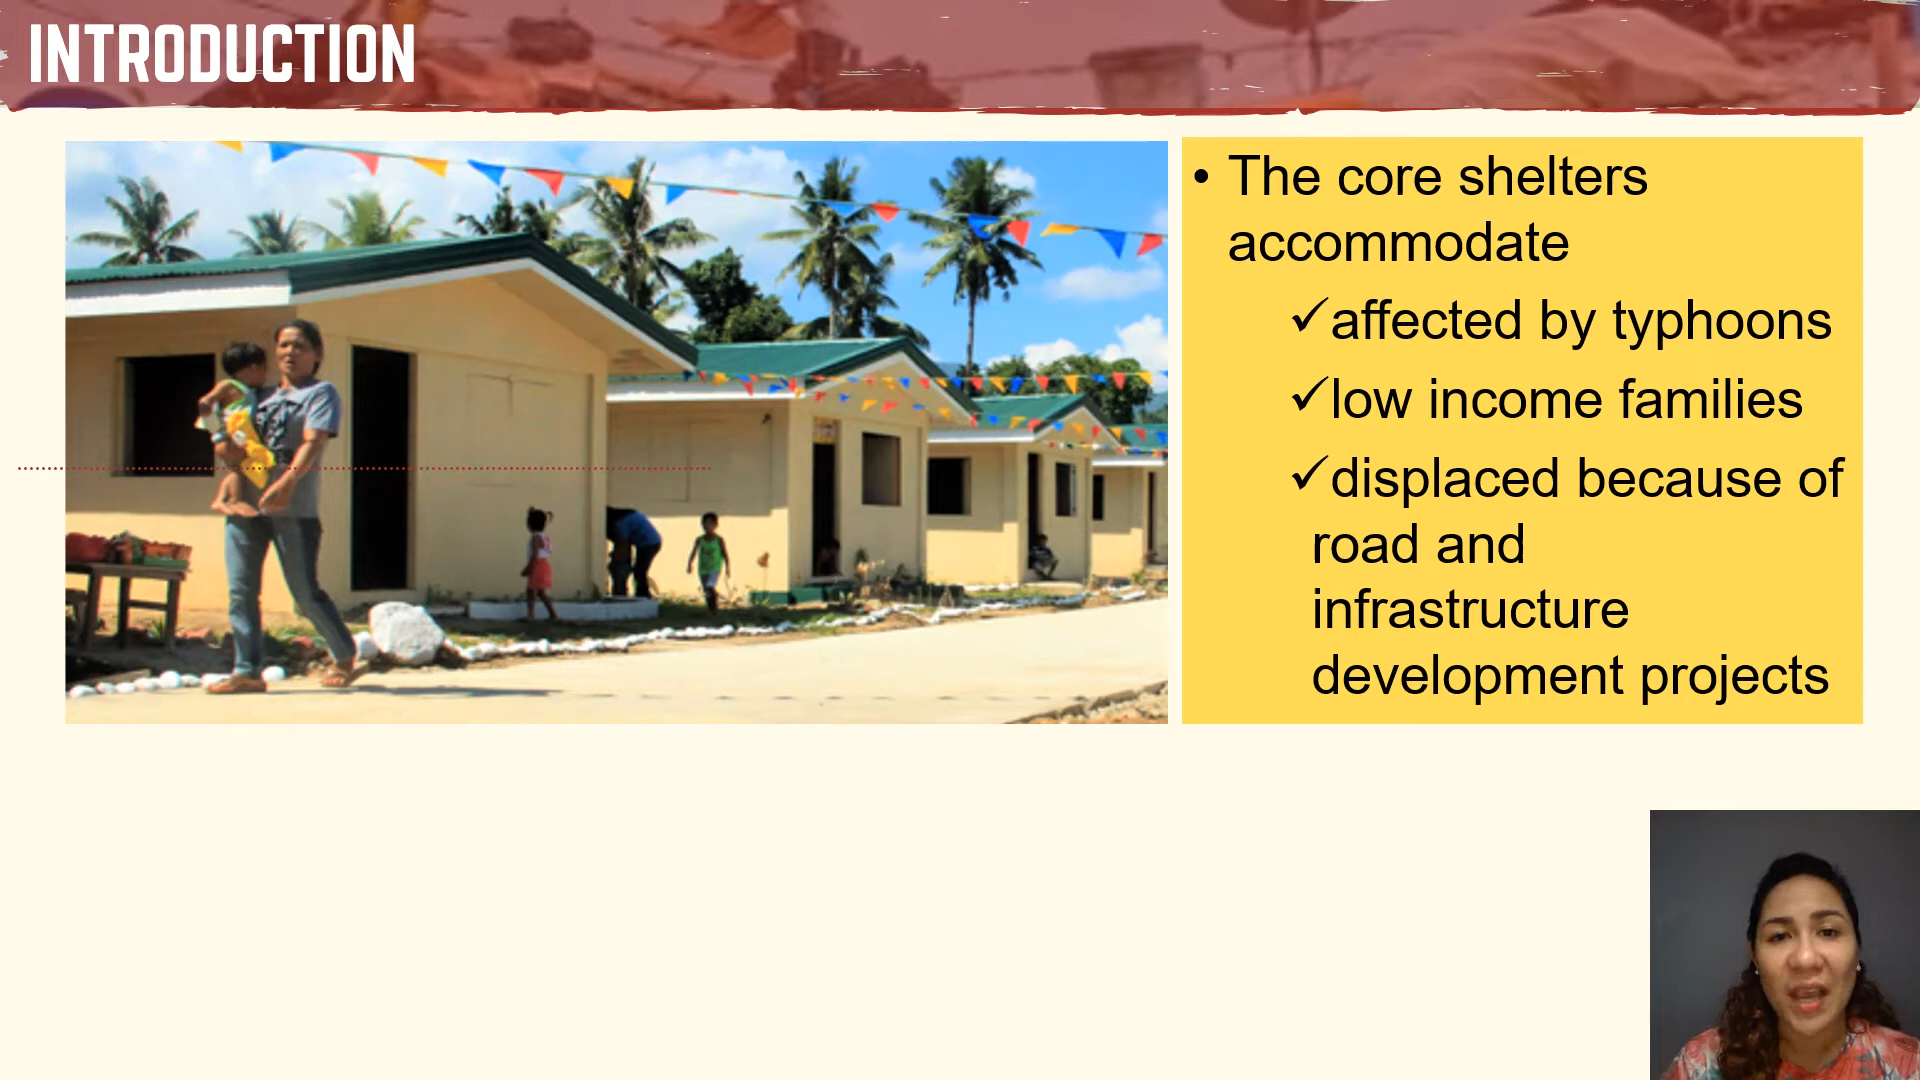 INTRODUCTION
• The core shelters
accommodate
✓affected by typhoons
✓low income families
✓displaced because of
road and
infrastructure
development projects